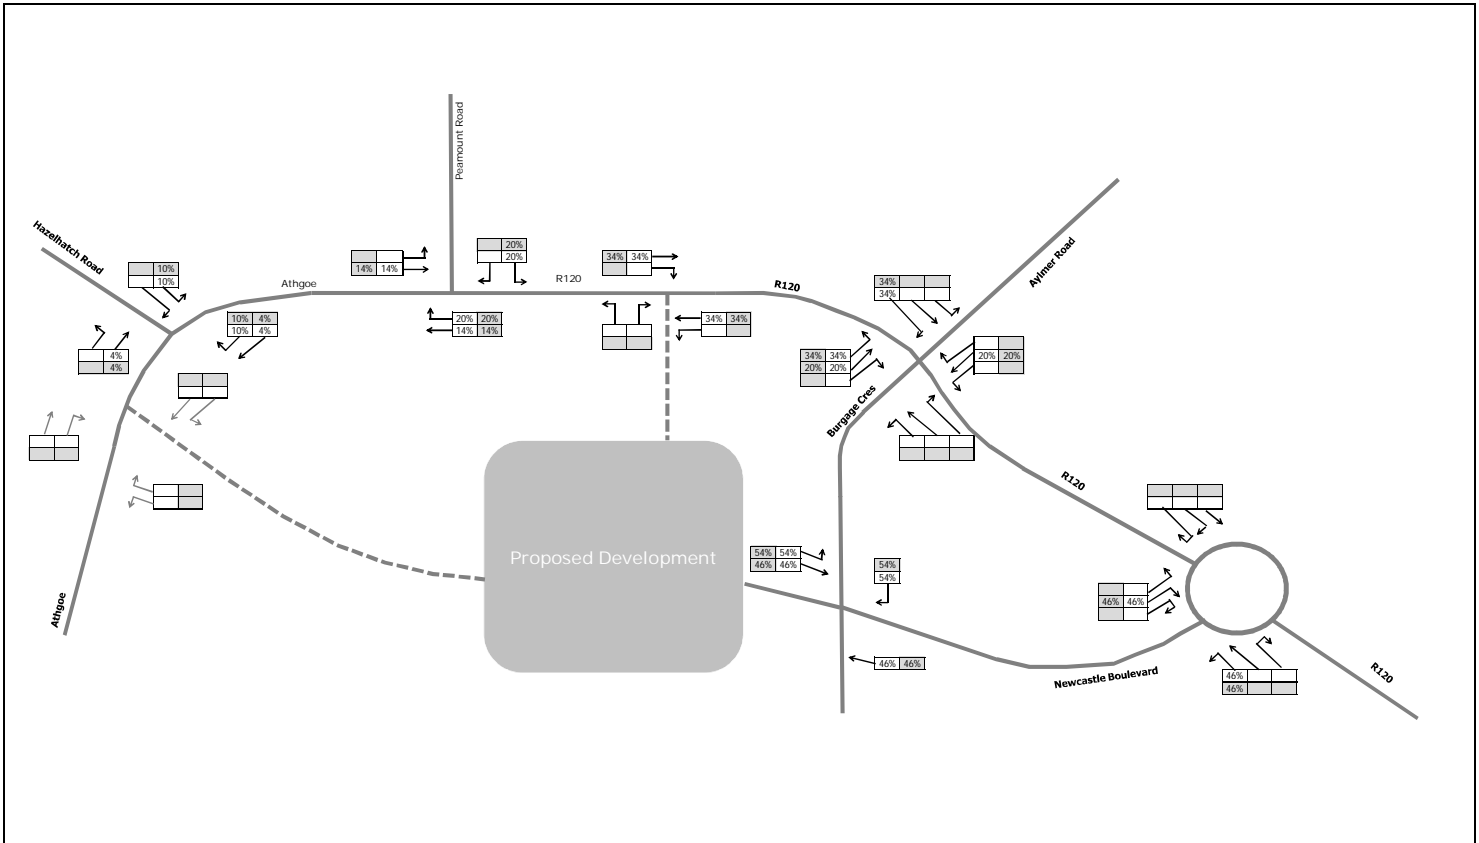 Peamount Road
Hazelhatch Road
Aylmer Road
20%
20%
34% 34%
10%
10%
14% 14%
Athgoe
R120
R120
34%
34%
10% 4%
10% 4%
20% 20%
14% 14%
34% 34%
4%
4%
34% 34%
20% 20%
20% 20%
Burgage Cres
R120
Proposed Development
54% 54%
46% 46%
54%
54%
46% 46%
Athgoe
46% 46%
Newcastle Boulevard
46%
46%
R120